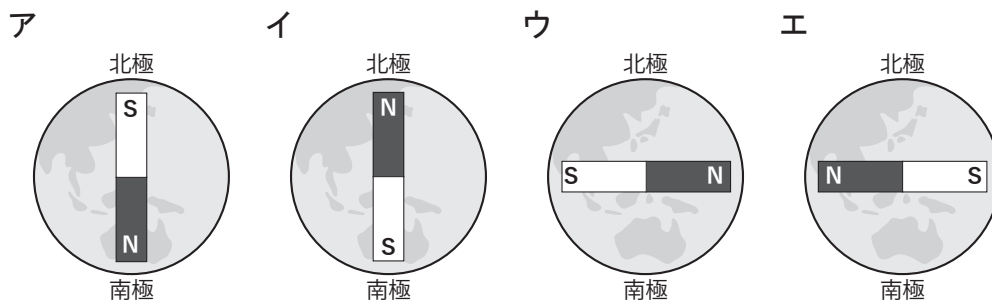 ア イ ウ エ
北極 北極 北極 北極
S N
N S
S N N S
南極 南極 南極 南極